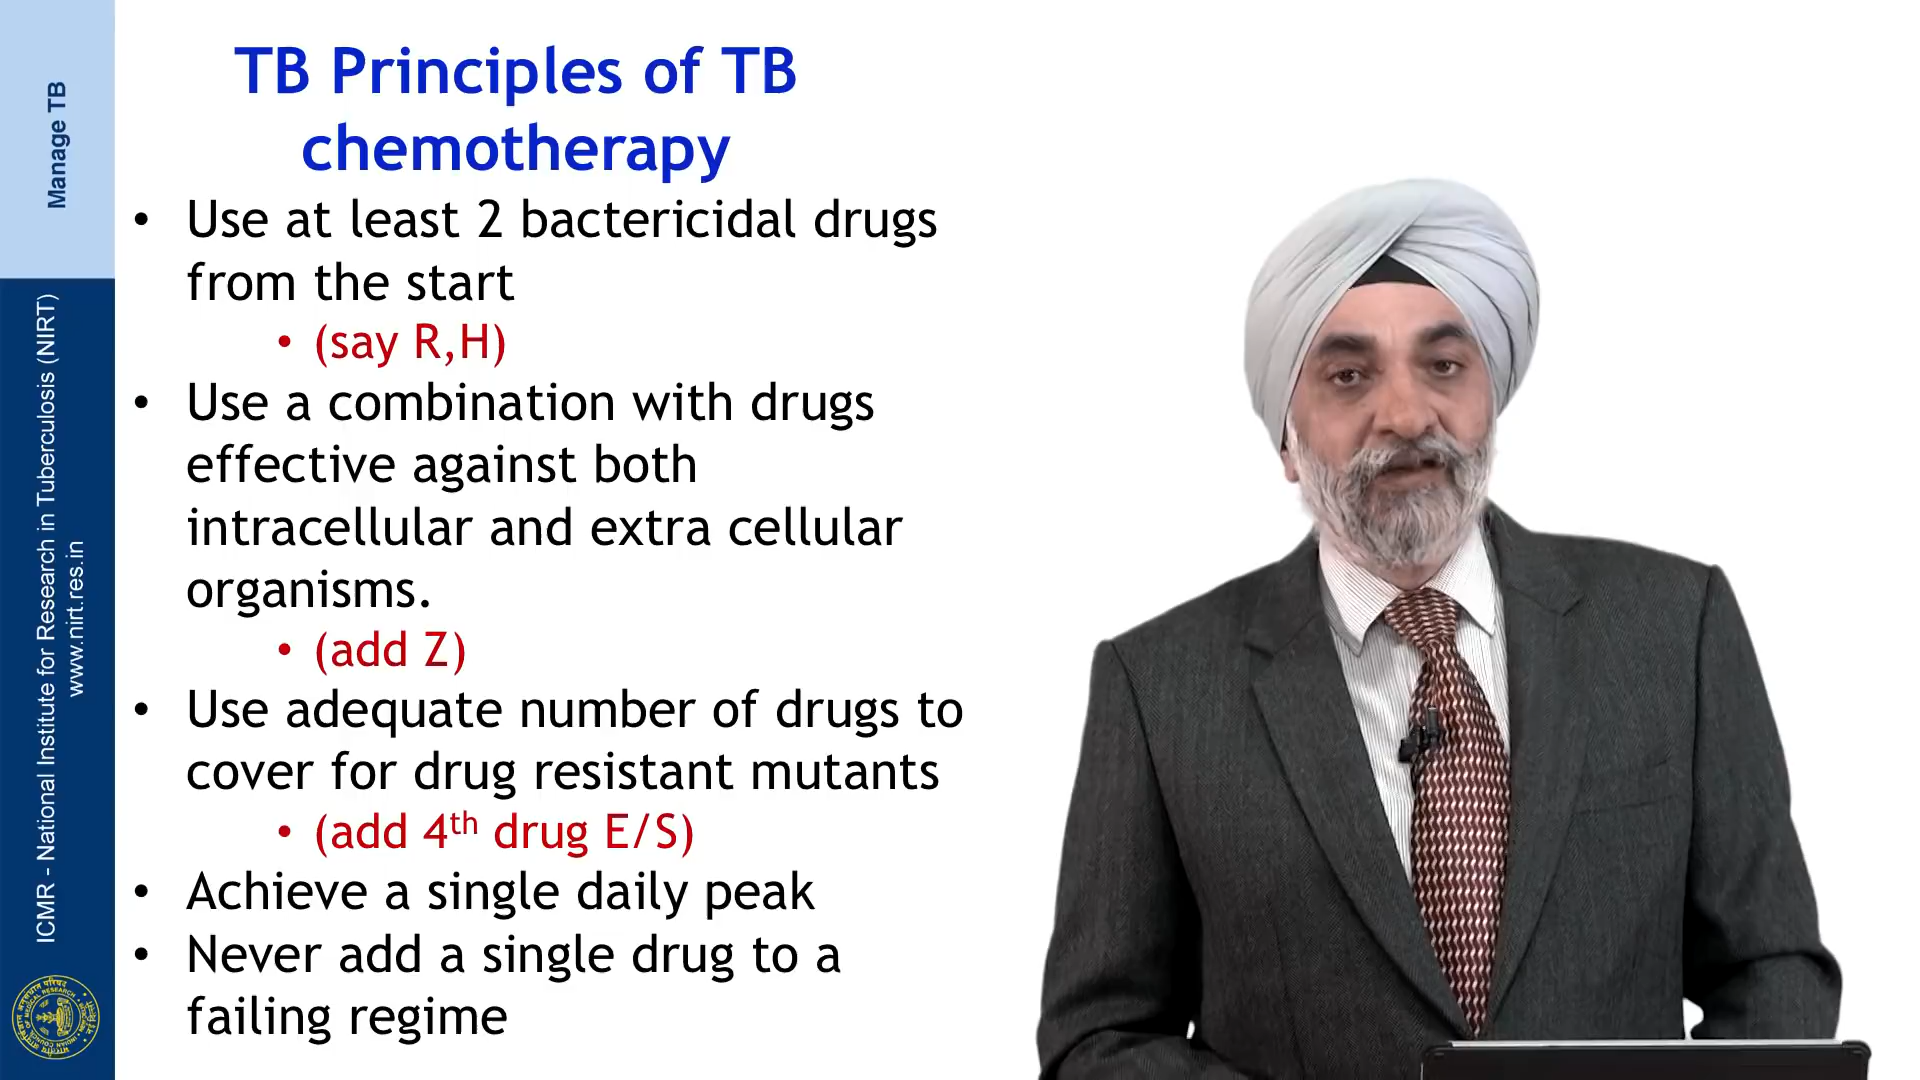 Manage TB
ICMR - National Institute for Research in Tuberculosis (NIRT)
www.nirt.res.in
TB Principles of TB
chemotherapy
• Use at least 2 bactericidal drugs
from the start
• (say R,H)
• Use a combination with drugs
effective against both
intracellular and extra cellular
organisms.
• (add Z)
• Use adequate number of drugs to
cover for drug resistant mutants
• (add 4th drug E/S)
• Achieve a single daily peak
• Never add a single drug to a
failing regime